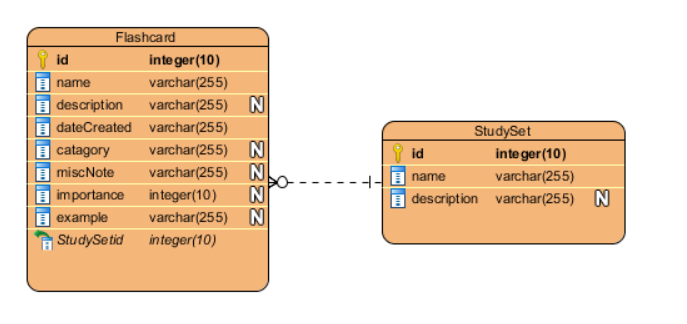 Flashcard
id integer(10)
name varchar(255)
description varchar(255) N
dateCreated varchar(255)
catagory varchar(255) N
miscNote varchar(255) N
importance integer(10) N
example varchar(255) N
StudySetid integer(10)
StudySet
id integer(10)
name varchar(255)
description varchar(255) N